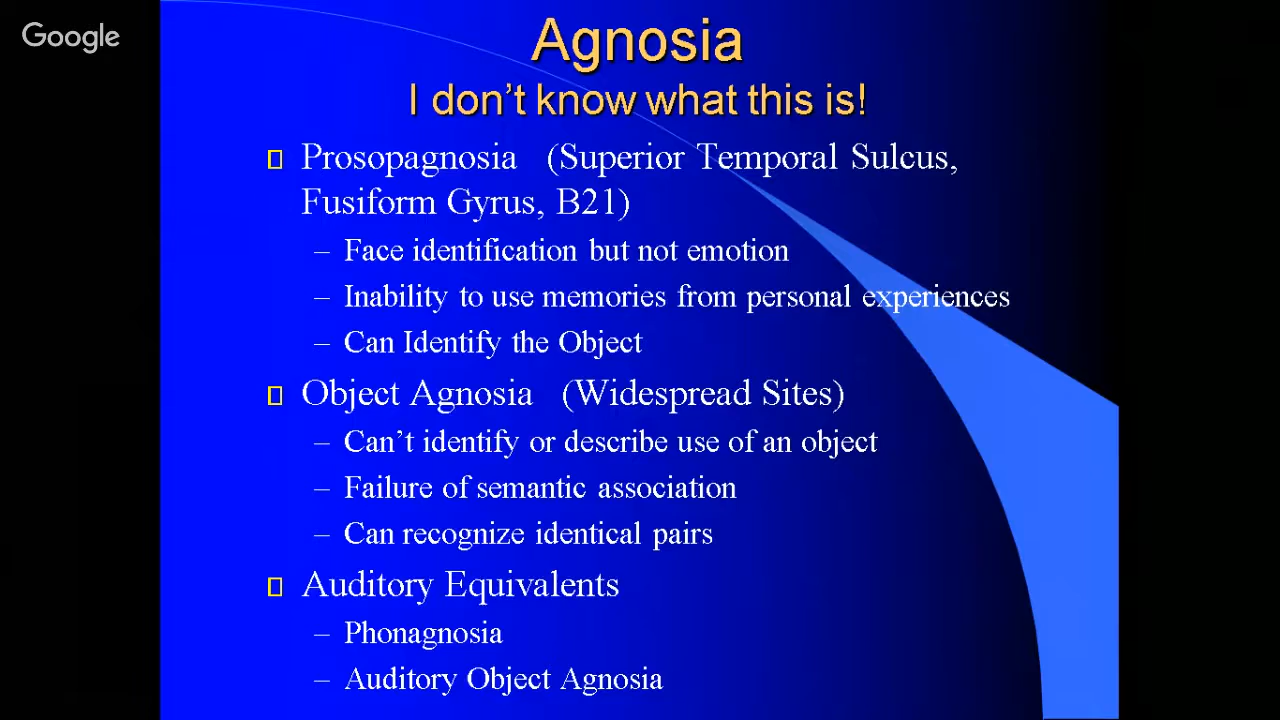 Google
Agnosia
I don't know what this is!
Prosopagnosia (Superior Temporal Sulcus,
Fusiform Gyrus, B21)
– Face identification but not emotion
– Inability to use memories from personal experiences
– Can Identify the Object
Object Agnosia (Widespread Sites)
– Can't identify or describe use of an object
– Failure of semantic association
– Can recognize identical pairs
Auditory Equivalents
– Phonagnosia
– Auditory Object Agnosia